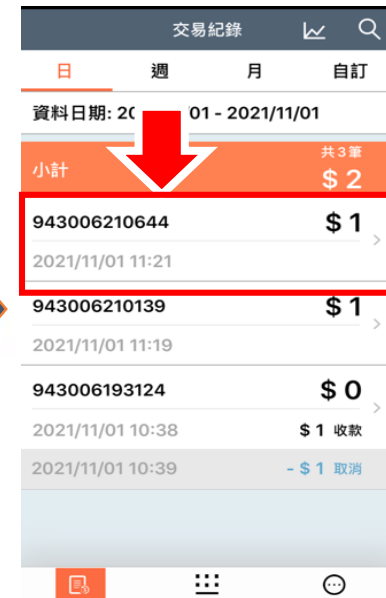 交易紀錄
日 週 月 自訂
資料日期: 20 /01 - 2021/11/01
共3筆
小計 $ 2
943006210644 $ 1
2021/11/01 11:21
943006210139 $ 1
2021/11/01 11:19
943006193124 $ 0
2021/11/01 10:38 $ 1 收款
2021/11/01 10:39 - $ 1 取消